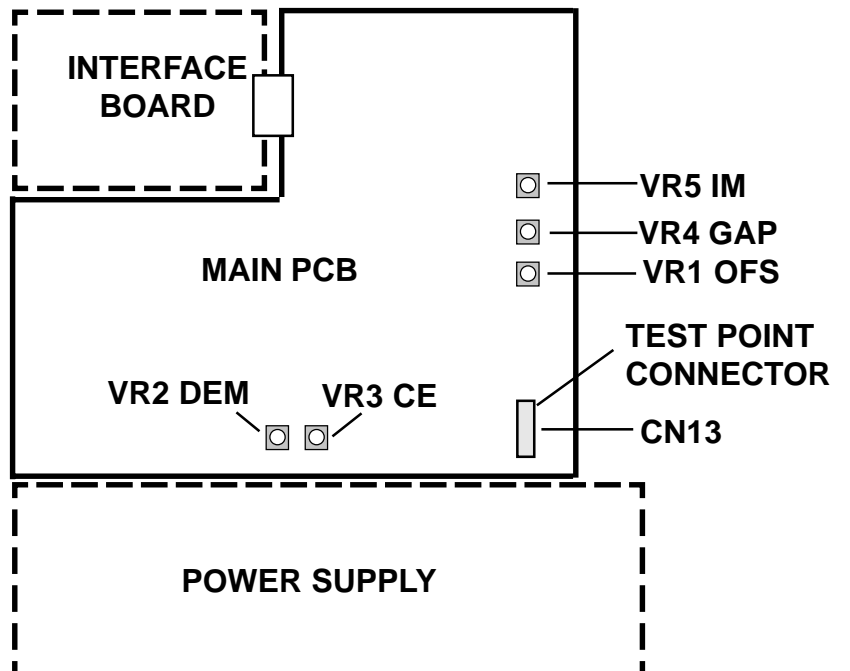 INTERFACE
BOARD
VR5 IM
VR4 GAP
MAIN PCB
VR1 OFS
TEST POINT
CONNECTOR
VR2 DEM
VR3 CE
CN13
POWER SUPPLY